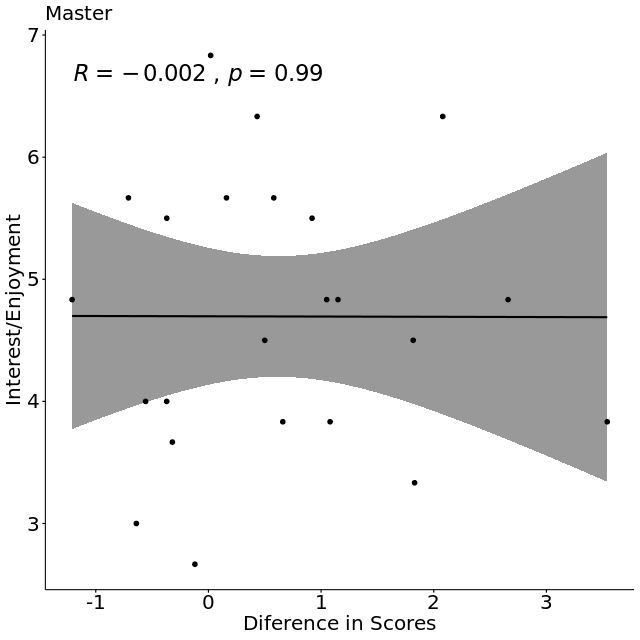 Master
R = −0.002 , p = 0.99
7
6
5
4
3
Interest/Enjoyment
-1 0 1 2 3
Diference in Scores